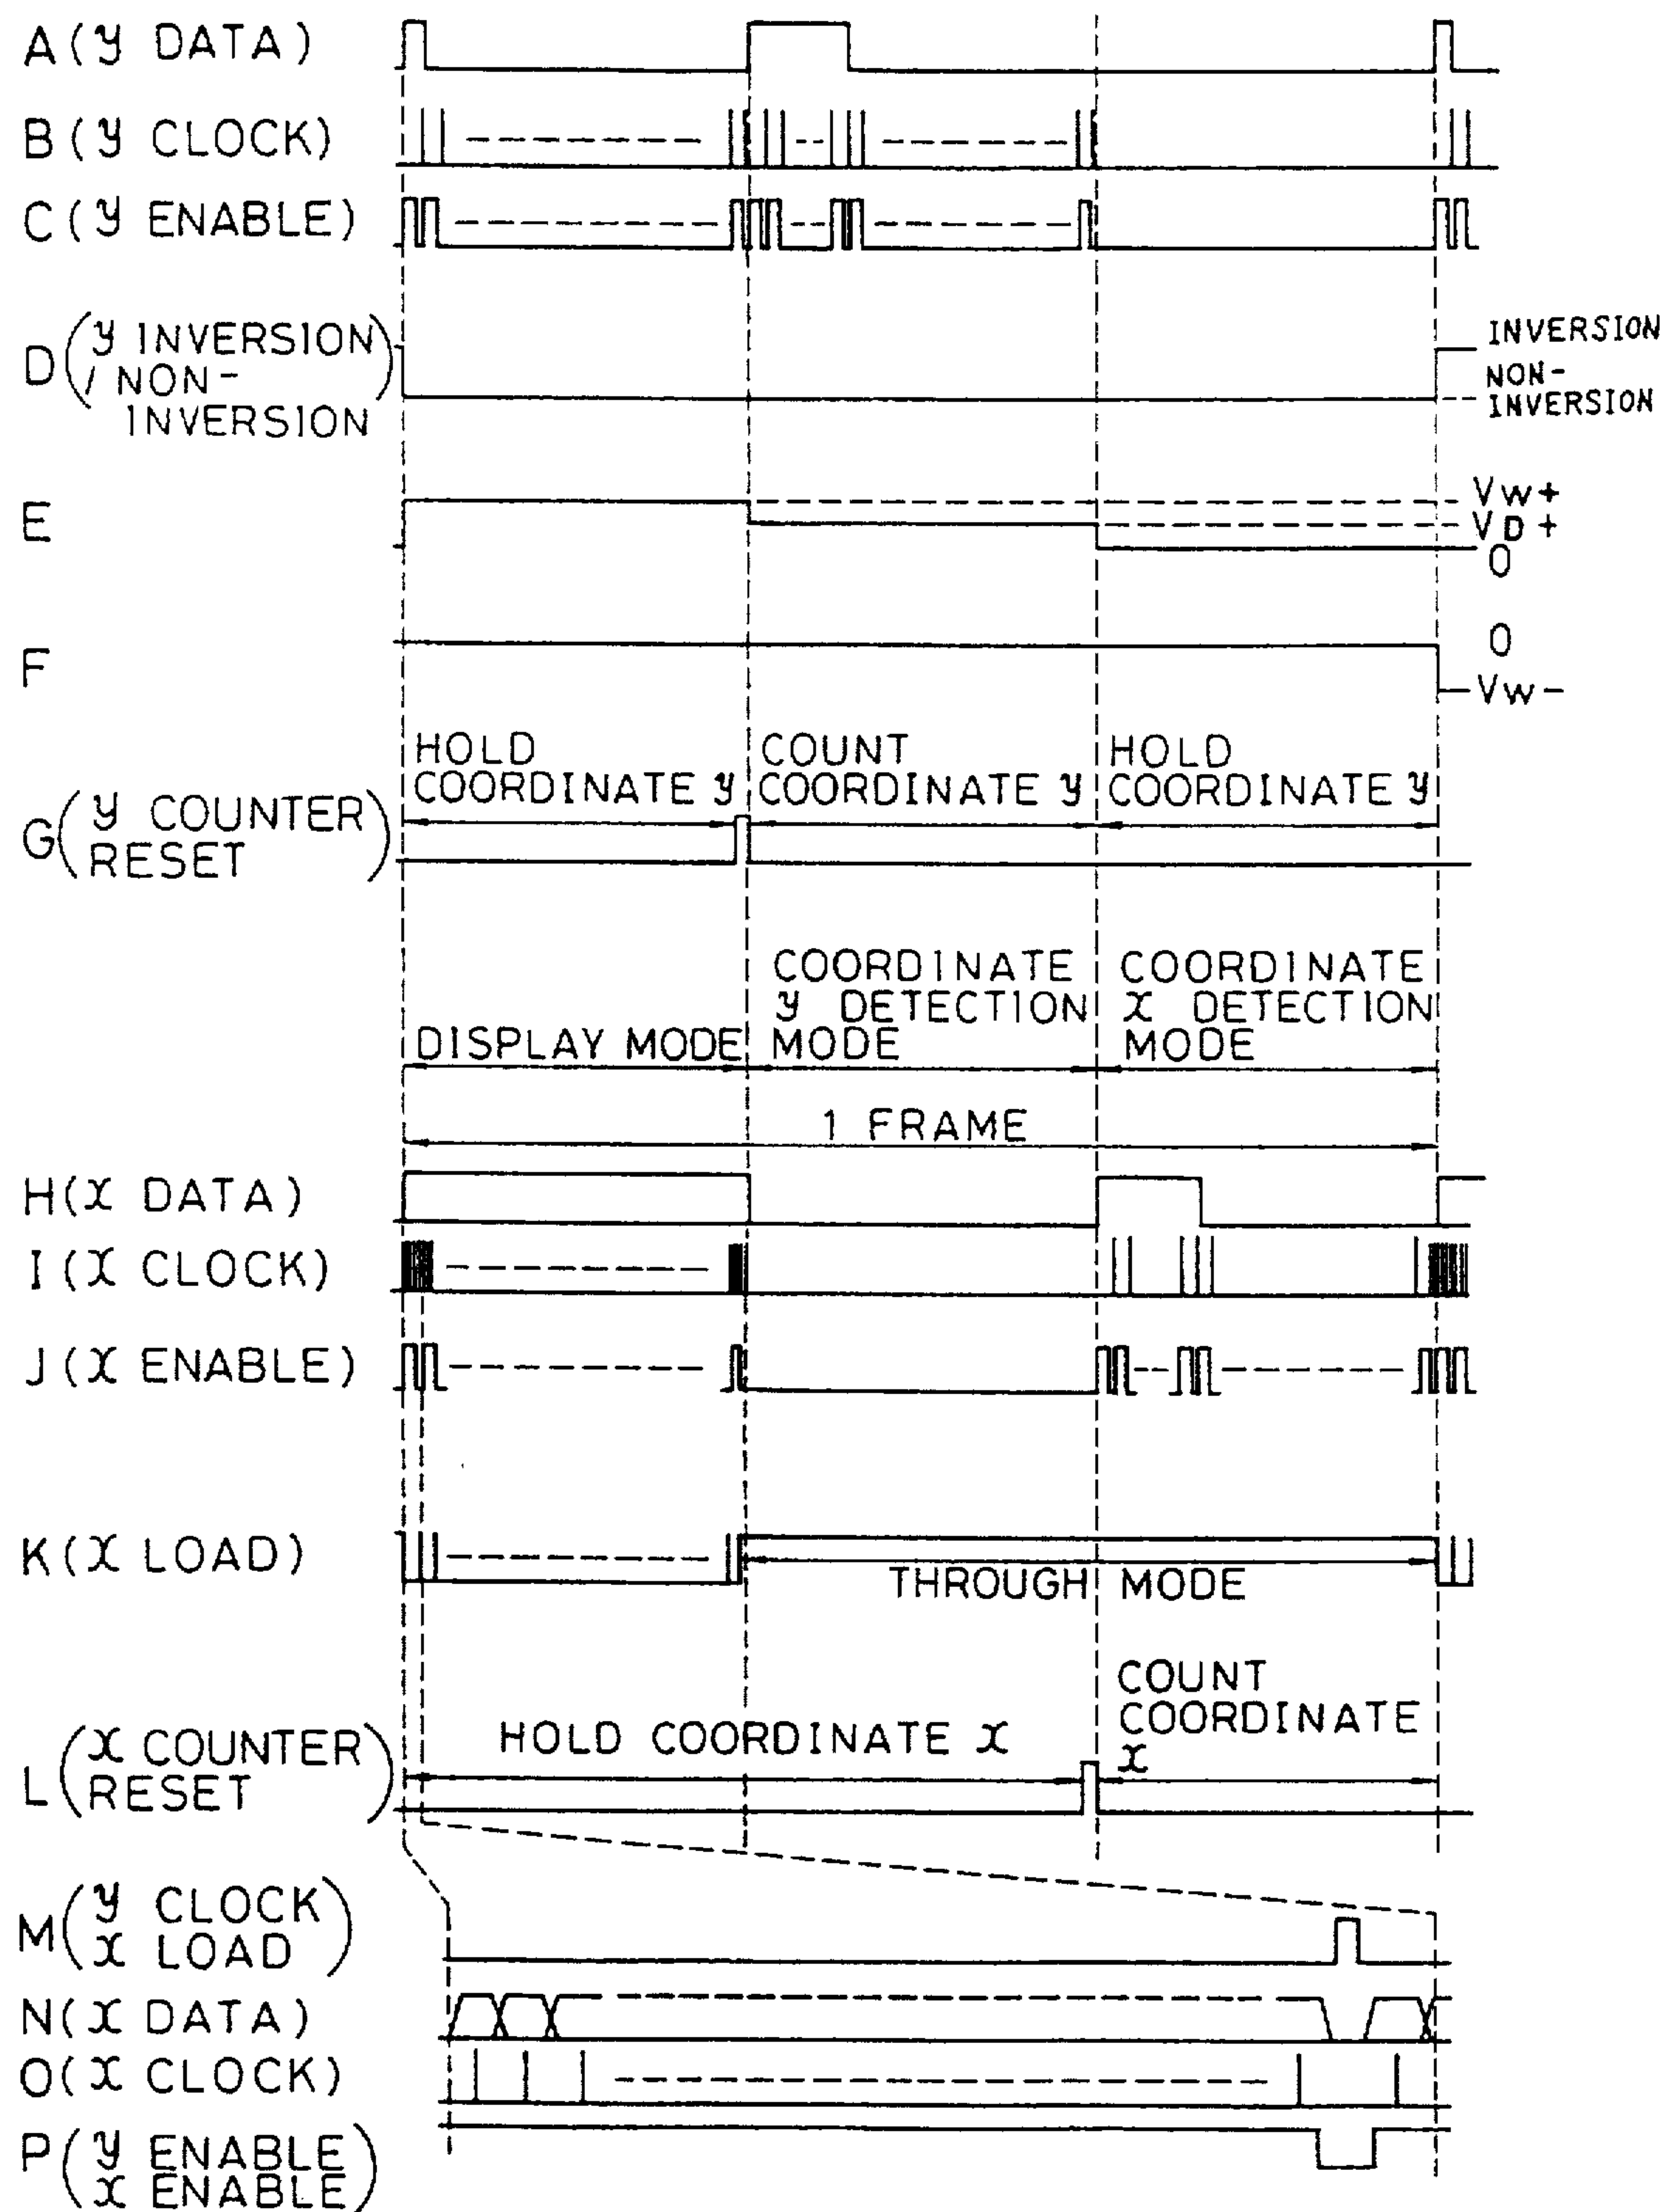 A(y DATA)
B(y CLOCK)
C(y ENABLE)
D(y INVERSION
/ NON-
INVERSION)
INVERSION
NON-
INVERSION
E
Vw+
VD+
0
F
0
Vw-
HOLD
COORDINATE y
COUNT
COORDINATE y
HOLD
COORDINATE y
G(y COUNTER
RESET)
DISPLAY MODE
COORDINATE
y DETECTION
MODE
COORDINATE
x DETECTION
MODE
1 FRAME
H(x DATA)
I(x CLOCK)
J(x ENABLE)
K(x LOAD)
THROUGH MODE
HOLD COORDINATE x
COUNT
COORDINATE
x
L(x COUNTER
RESET)
M(y CLOCK
x LOAD)
N(x DATA)
O(x CLOCK)
P(y ENABLE
x ENABLE)